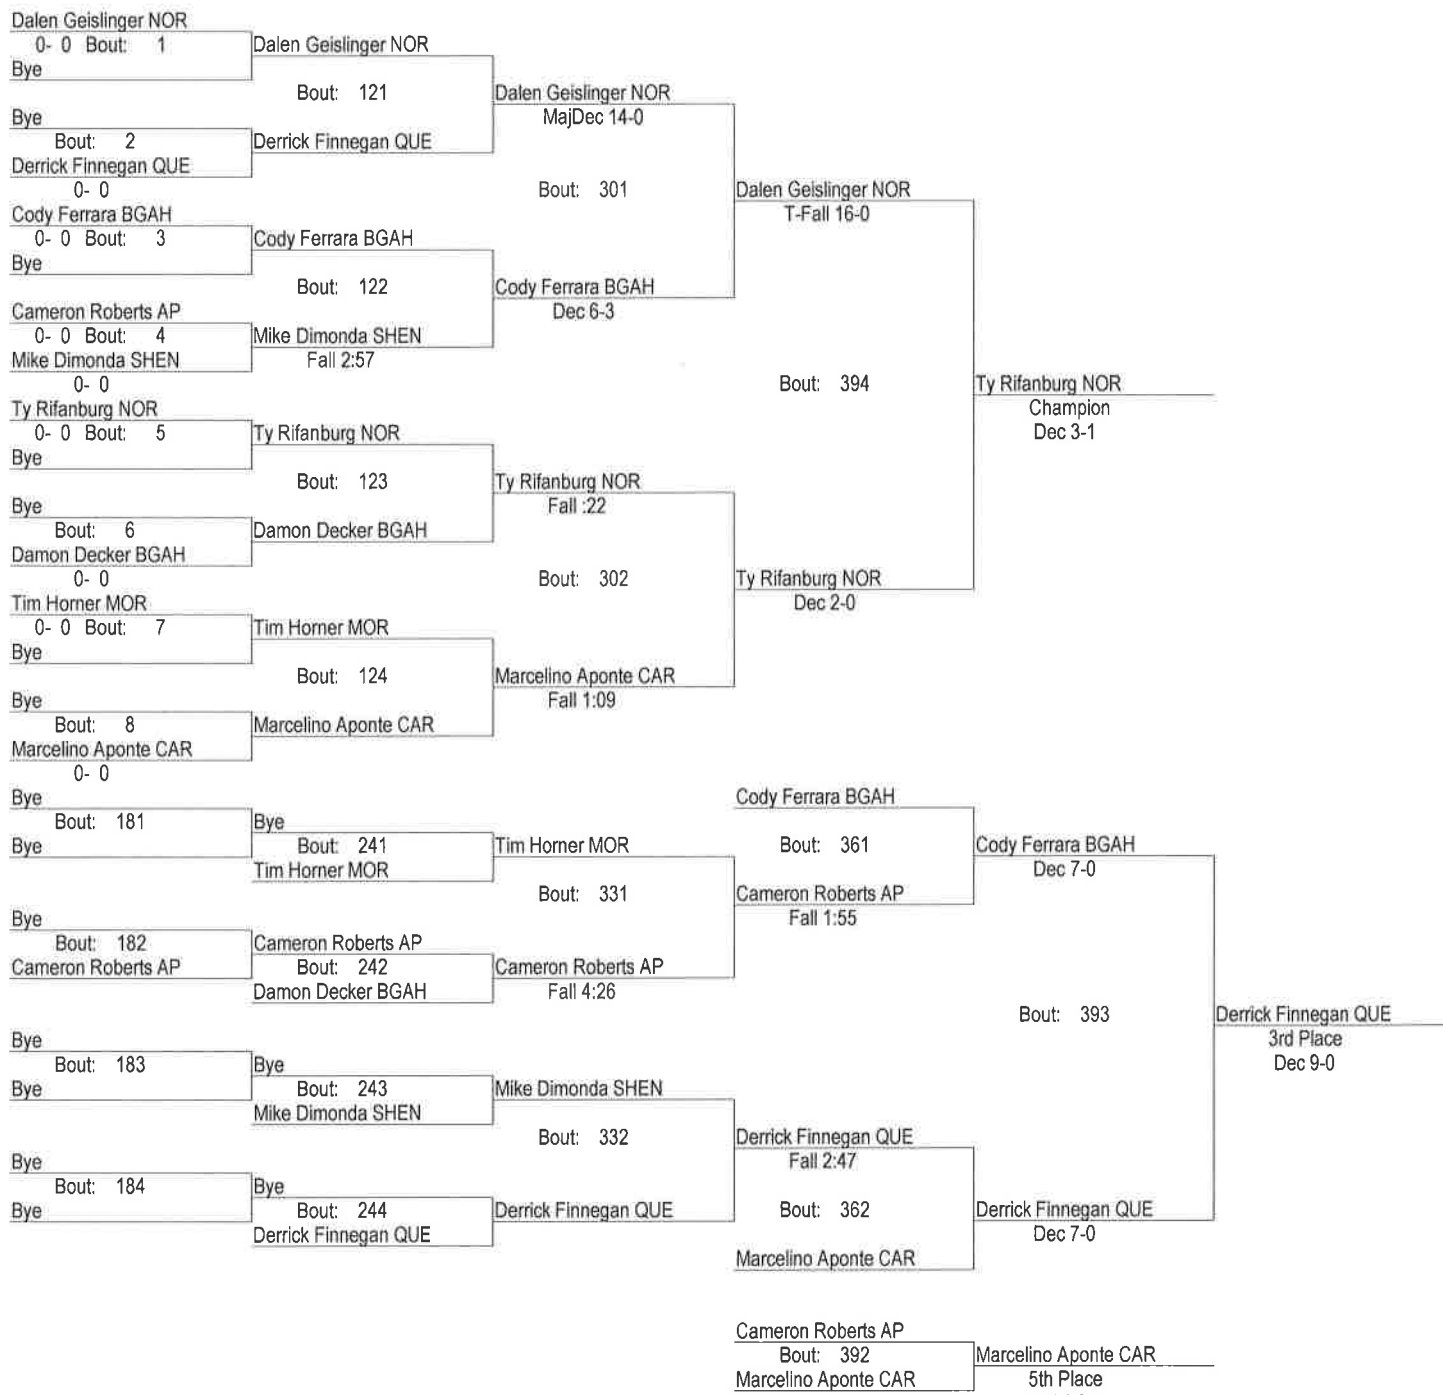 Dalen Geislinger NOR
0- 0 Bout: 1
Bye
Bye
Bout: 2
Derrick Finnegan QUE
0- 0
Cody Ferrara BGAH
0- 0 Bout: 3
Bye
Cameron Roberts AP
0- 0 Bout: 4
Mike Dimonda SHEN
0- 0
Ty Rifanburg NOR
0- 0 Bout: 5
Bye
Bye
Bout: 6
Damon Decker BGAH
0- 0
Tim Horner MOR
0- 0 Bout: 7
Bye
Bye
Bout: 8
Marcelino Aponte CAR
0- 0
Dalen Geislinger NOR
Bout: 121
Derrick Finnegan QUE
Cody Ferrara BGAH
Bout: 122
Mike Dimonda SHEN
Fall 2:57
Ty Rifanburg NOR
Bout: 123
Damon Decker BGAH
Tim Horner MOR
Bout: 124
Marcelino Aponte CAR
Dalen Geislinger NOR
MajDec 14-0
Bout: 301
Cody Ferrara BGAH
Dec 6-3
Ty Rifanburg NOR
Fall :22
Bout: 302
Marcelino Aponte CAR
Fall 1:09
Dalen Geislinger NOR
T-Fall 16-0
Bout: 394
Ty Rifanburg NOR
Dec 2-0
Ty Rifanburg NOR
Champion
Dec 3-1
Bye
Bout: 181
Bye
Bye
Bout: 182
Cameron Roberts AP
Bye
Bout: 183
Bye
Bye
Bout: 184
Bye
Bye
Bout: 241
Tim Horner MOR
Cameron Roberts AP
Bout: 242
Damon Decker BGAH
Bye
Bout: 243
Mike Dimonda SHEN
Bye
Bout: 244
Derrick Finnegan QUE
Tim Horner MOR
Bout: 331
Cameron Roberts AP
Fall 4:26
Mike Dimonda SHEN
Bout: 332
Derrick Finnegan QUE
Cody Ferrara BGAH
Bout: 361
Cameron Roberts AP
Fall 1:55
Derrick Finnegan QUE
Fall 2:47
Bout: 362
Marcelino Aponte CAR
Cody Ferrara BGAH
Dec 7-0
Bout: 393
Derrick Finnegan QUE
Dec 7-0
Derrick Finnegan QUE
3rd Place
Dec 9-0
Cameron Roberts AP
Bout: 392
Marcelino Aponte CAR
Marcelino Aponte CAR
5th Place